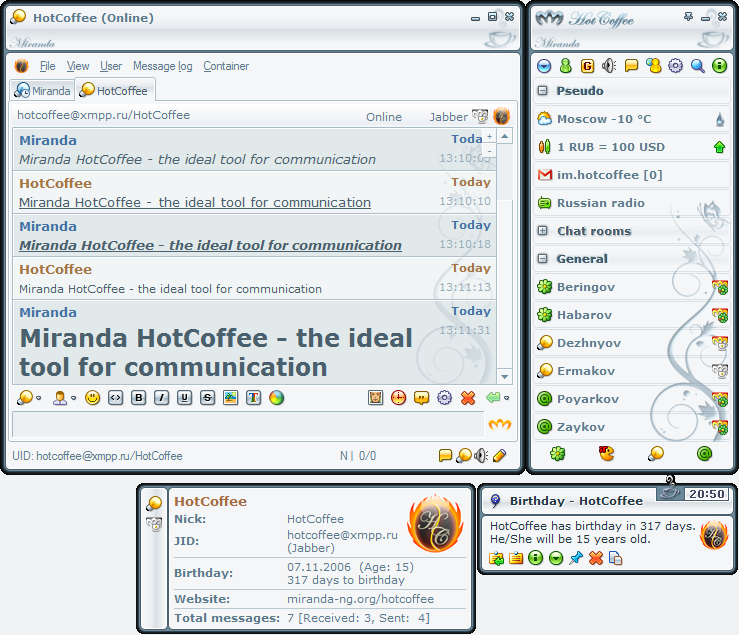 HotCoffee (Online)
Miranda
File View User Message log Container
Miranda HotCoffee
hotcoffee@xmpp.ru/HotCoffee Online Jabber
Miranda Toda
Miranda HotCoffee - the ideal tool for communication 13:10:05
HotCoffee Today
Miranda HotCoffee - the ideal tool for communication 13:10:10
Miranda Today
Miranda HotCoffee - the ideal tool for communication 13:10:18
HotCoffee Today
Miranda HotCoffee - the ideal tool for communication 13:11:13
Miranda Today
Miranda HotCoffee - the ideal 13:11:31
tool for communication
B I U S T
UID: hotcoffee@xmpp.ru/HotCoffee N | 0/0
Hot Coffee
Miranda
G
Pseudo
Moscow -10 °C
1 RUB = 100 USD
im.hotcoffee [0]
Russian radio
Chat rooms
General
Beringov
Habarov
Dezhnyov
Ermakov
Poyarkov
Zaykov
HotCoffee
Nick: HotCoffee
JID: hotcoffee@xmpp.ru
(Jabber)
Birthday: 07.11.2006 (Age: 15)
317 days to birthday
Website: miranda-ng.org/hotcoffee
Total messages: 7 [Received: 3, Sent: 4]
HC
Birthday - HotCoffee 20:50
HotCoffee has birthday in 317 days.
He/She will be 15 years old.